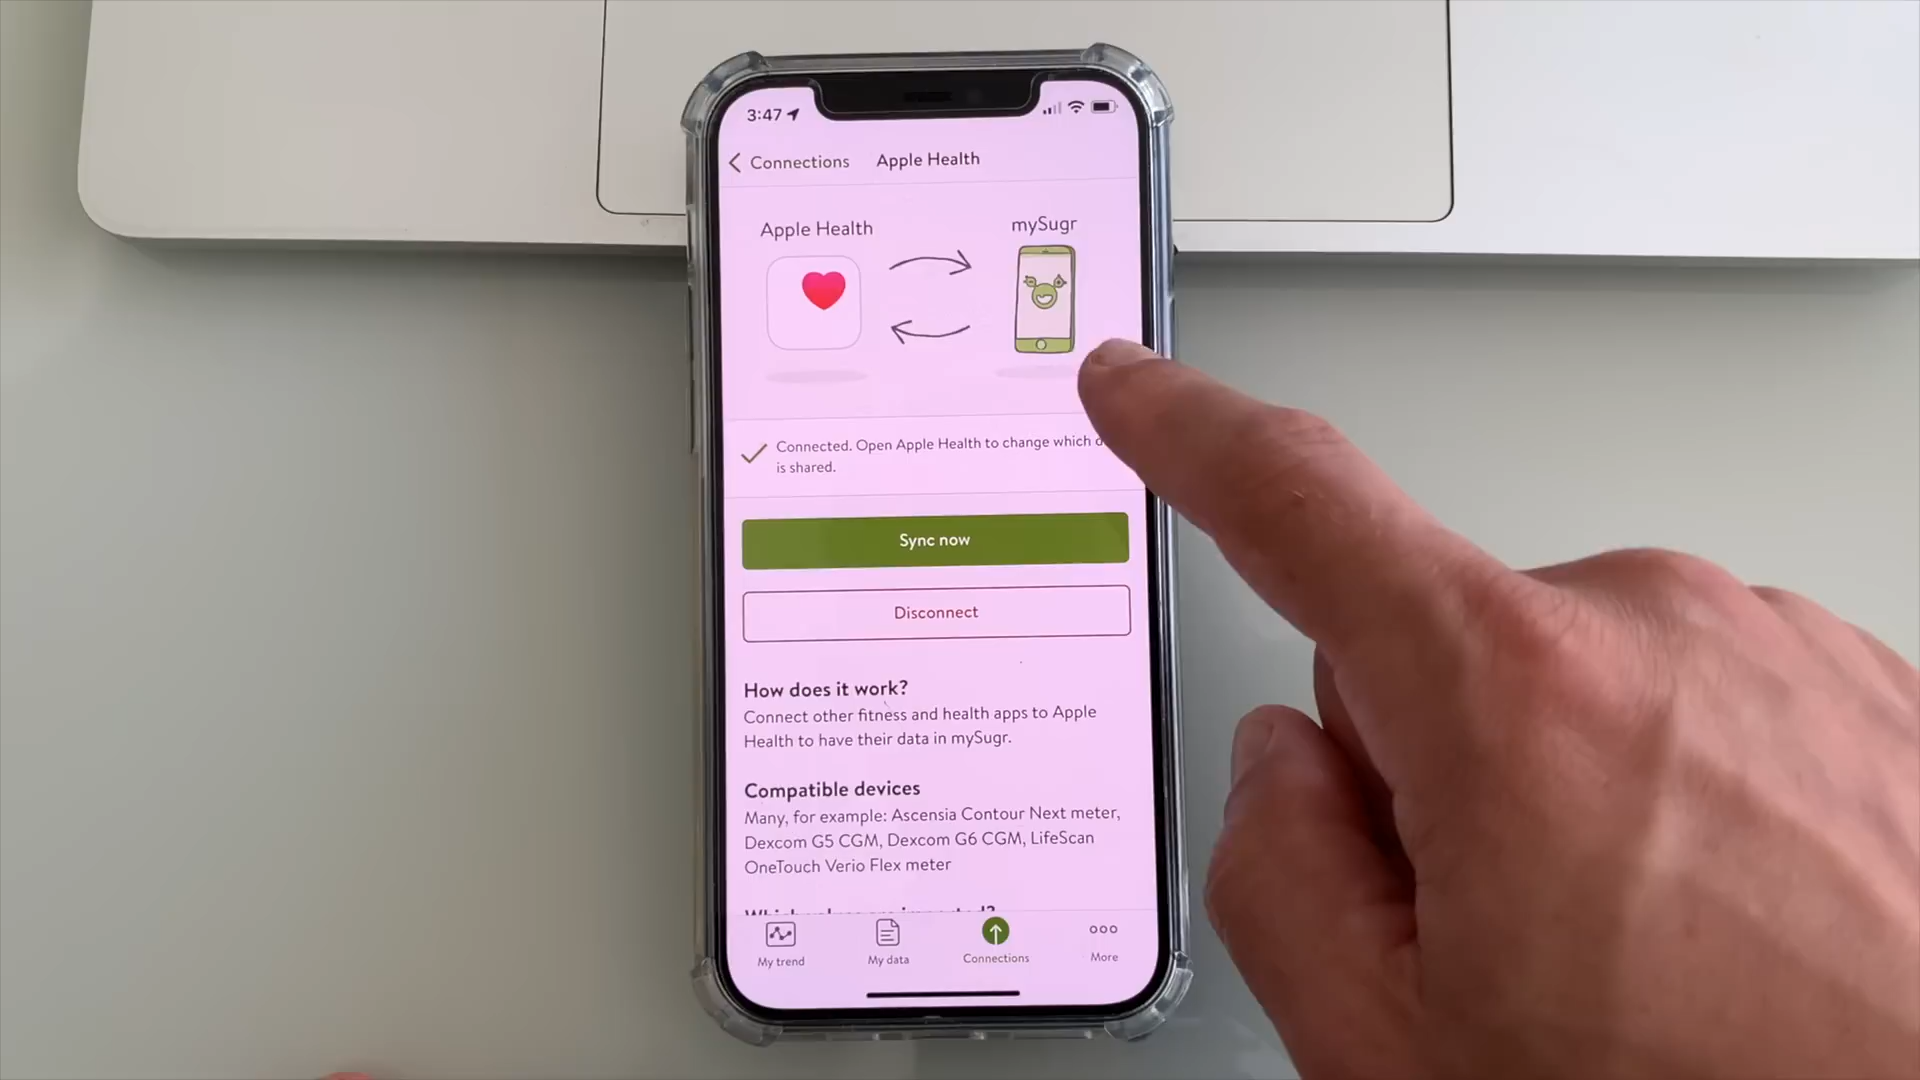 3:47
Connections Apple Health
Apple Health mySugr
Connected. Open Apple Health to change which
is shared.
Sync now
Disconnect
How does it work?
Connect other fitness and health apps to Apple
Health to have their data in mySugr.
Compatible devices
Many, for example: Ascensia Contour Next meter,
Dexcom G5 CGM, Dexcom G6 CGM, LifeScan
OneTouch Verio Flex meter
My trend My data Connections More